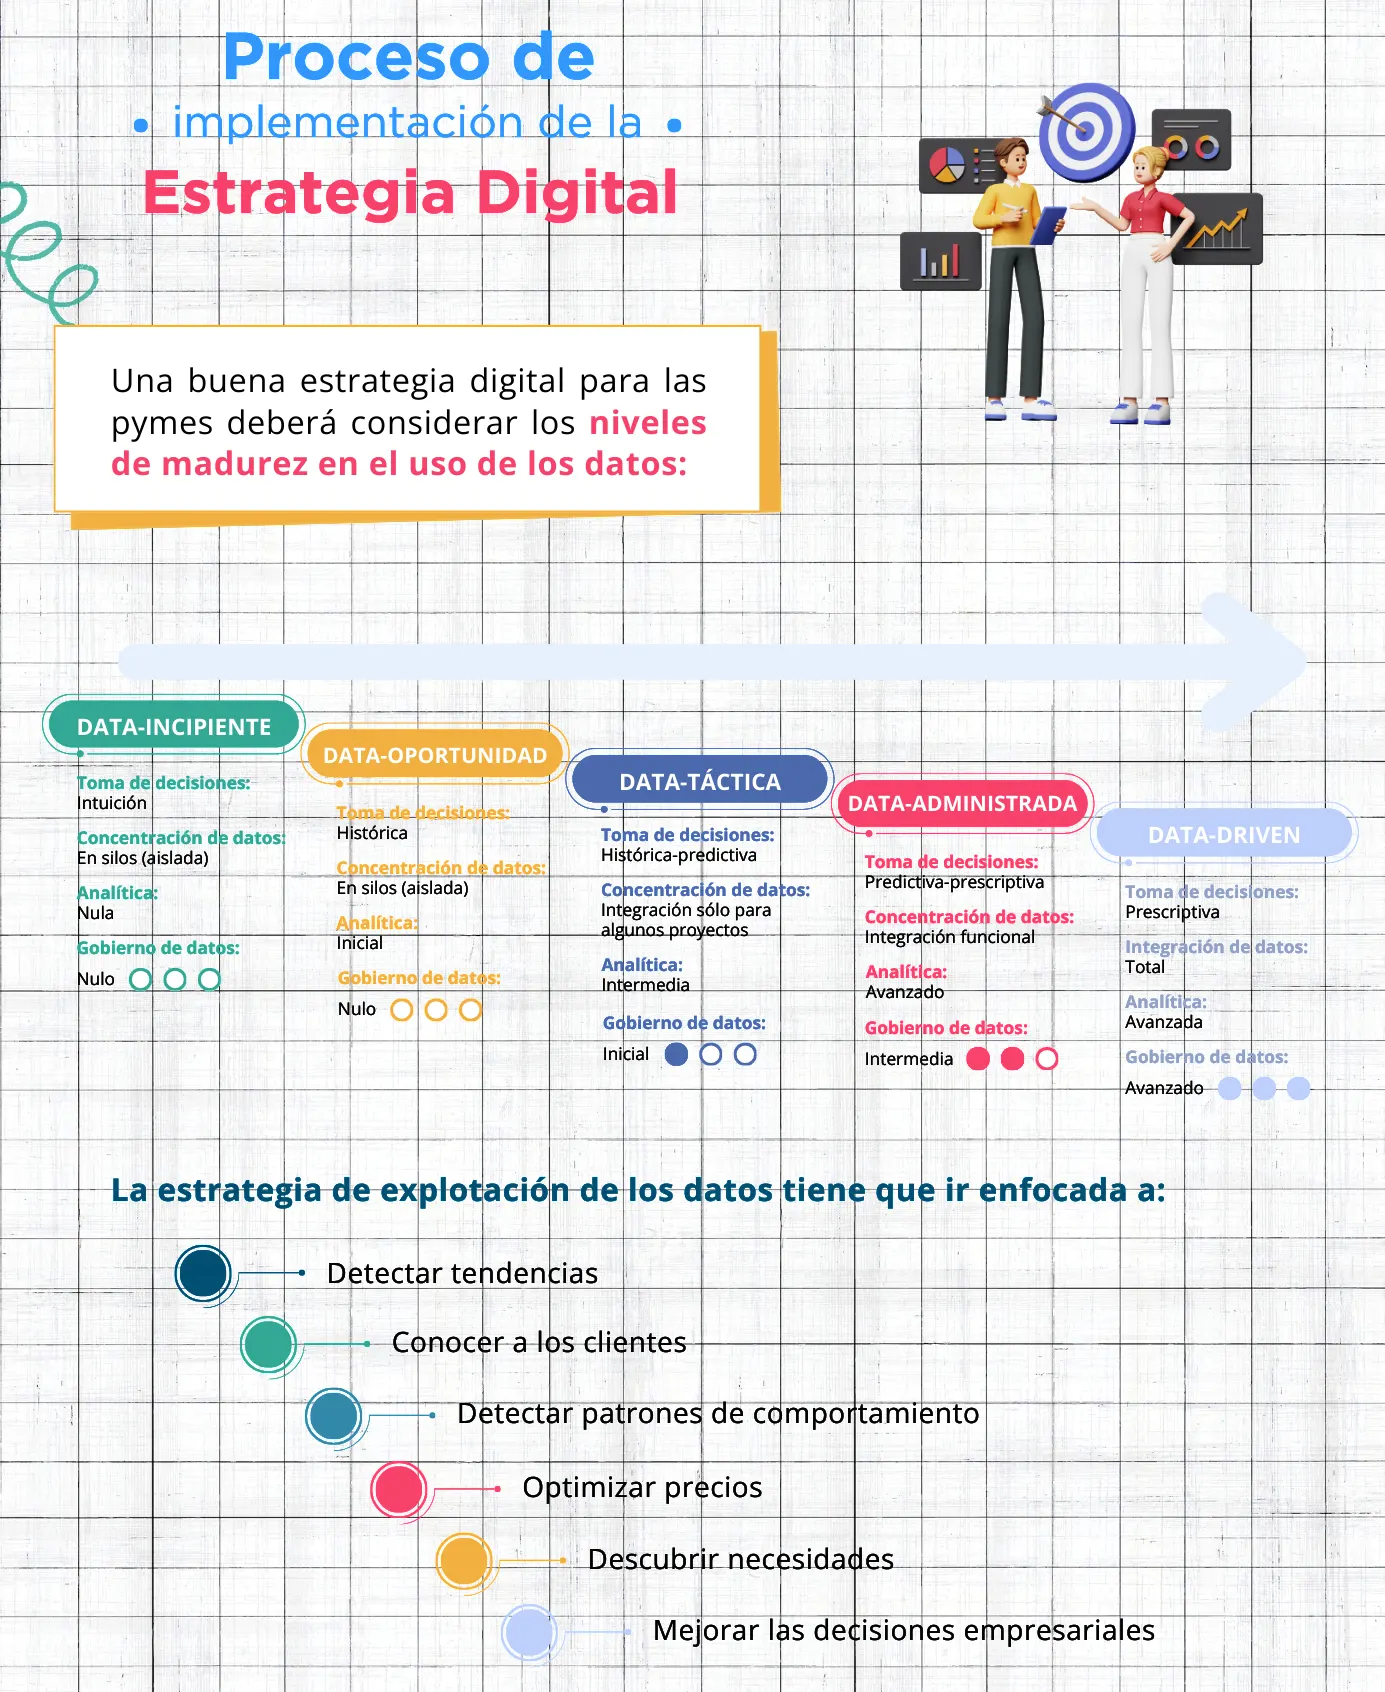 Proceso de
• implementación de la •
Estrategia Digital
Una buena estrategia digital para las
pymes deberá considerar los niveles
de madurez en el uso de los datos:
DATA-INCIPIENTE
Toma de decisiones:
Intuición
Concentración de datos:
En silos (aislada)
Analítica:
Nula
Gobierno de datos:
Nulo
DATA-OPORTUNIDAD
Toma de decisiones:
Histórica
Concentración de datos:
En silos (aislada)
Analítica:
Inicial
Gobierno de datos:
Nulo
DATA-TÁCTICA
Toma de decisiones:
Histórica-predictiva
Concentración de datos:
Integración sólo para
algunos proyectos
Analítica:
Intermedia
Gobierno de datos:
Inicial
DATA-ADMINISTRADA
Toma de decisiones:
Predictiva-prescriptiva
Concentración de datos:
Integración funcional
Analítica:
Avanzado
Gobierno de datos:
Intermedia
DATA-DRIVEN
Toma de decisiones:
Prescriptiva
Integración de datos:
Total
Analítica:
Avanzada
Gobierno de datos:
Avanzado
La estrategia de explotación de los datos tiene que ir enfocada a:
Detectar tendencias
Conocer a los clientes
Detectar patrones de comportamiento
Optimizar precios
Descubrir necesidades
Mejorar las decisiones empresariales